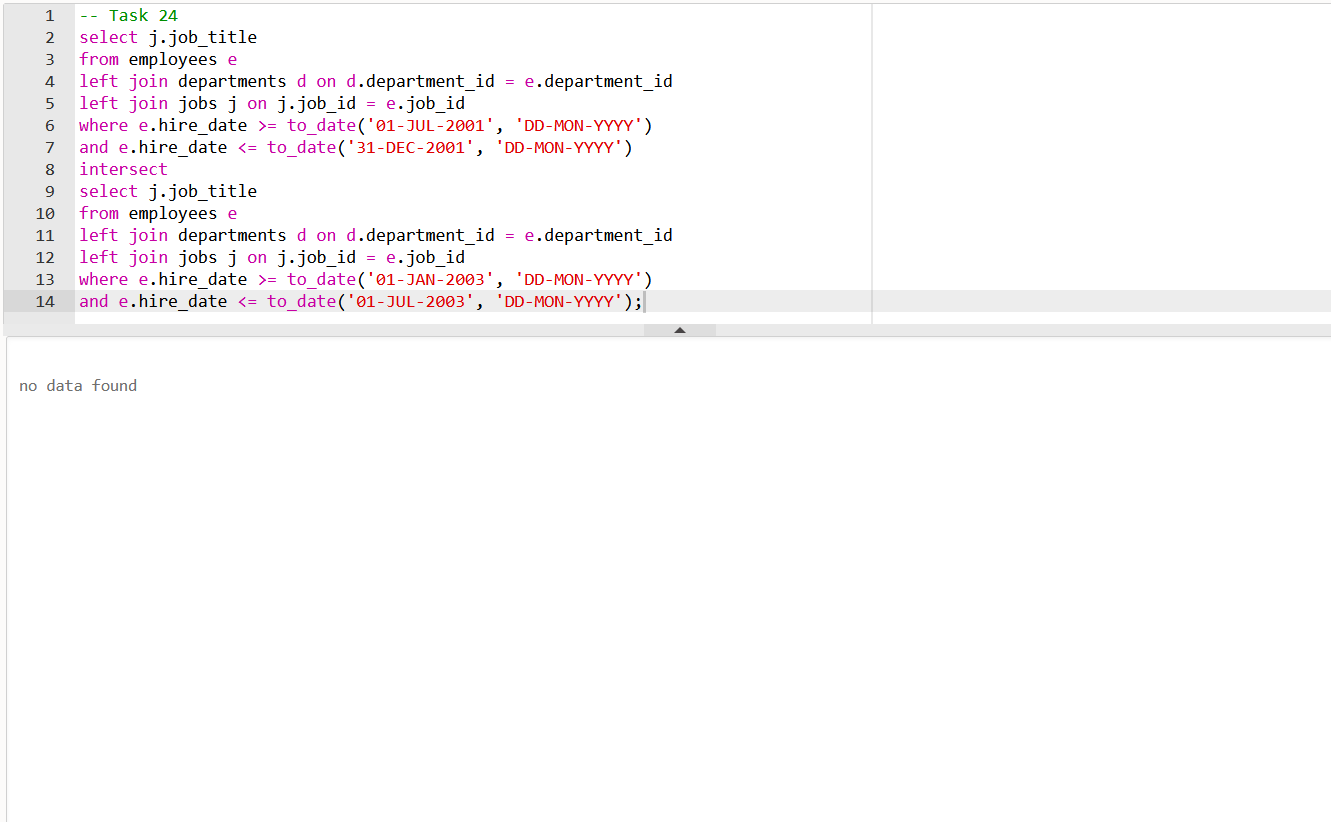 1 -- Task 24
2 select j.job_title
3 from employees e
4 left join departments d on d.department_id = e.department_id
5 left join jobs j on j.job_id = e.job_id
6 where e.hire_date >= to_date('01-JUL-2001', 'DD-MON-YYYY')
7 and e.hire_date <= to_date('31-DEC-2001', 'DD-MON-YYYY')
8 intersect
9 select j.job_title
10 from employees e
11 left join departments d on d.department_id = e.department_id
12 left join jobs j on j.job_id = e.job_id
13 where e.hire_date >= to_date('01-JAN-2003', 'DD-MON-YYYY')
14 and e.hire_date <= to_date('01-JUL-2003', 'DD-MON-YYYY');
no data found